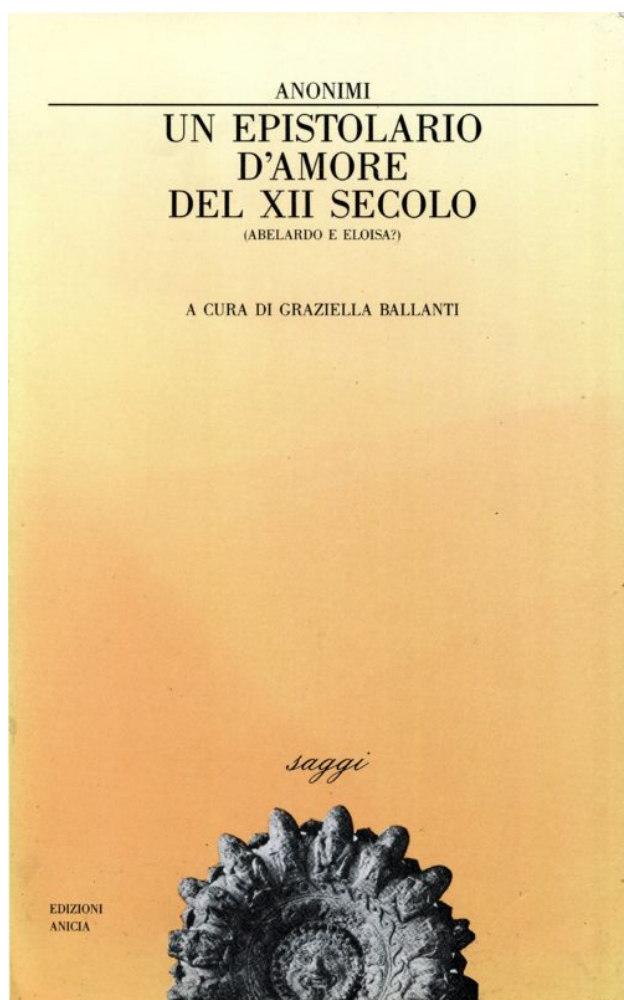 ANONIMI
UN EPISTOLARIO
D'AMORE
DEL XII SECOLO
(ABELARDO E ELOISA?)
A CURA DI GRAZIELLA BALLANTI
saggi
EDIZIONI
ANICIA